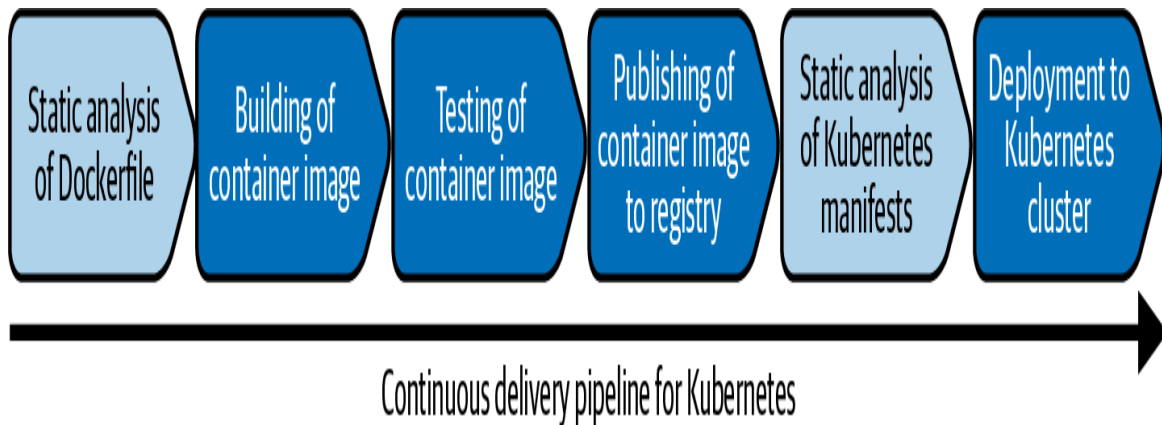 Static analysis
of Dockerfile
Building of
container image
Testing of
container image
Publishing of
container image
to registry
Static analysis
of Kubernetes
manifests
Deployment to
Kubernetes
cluster
Continuous delivery pipeline for Kubernetes